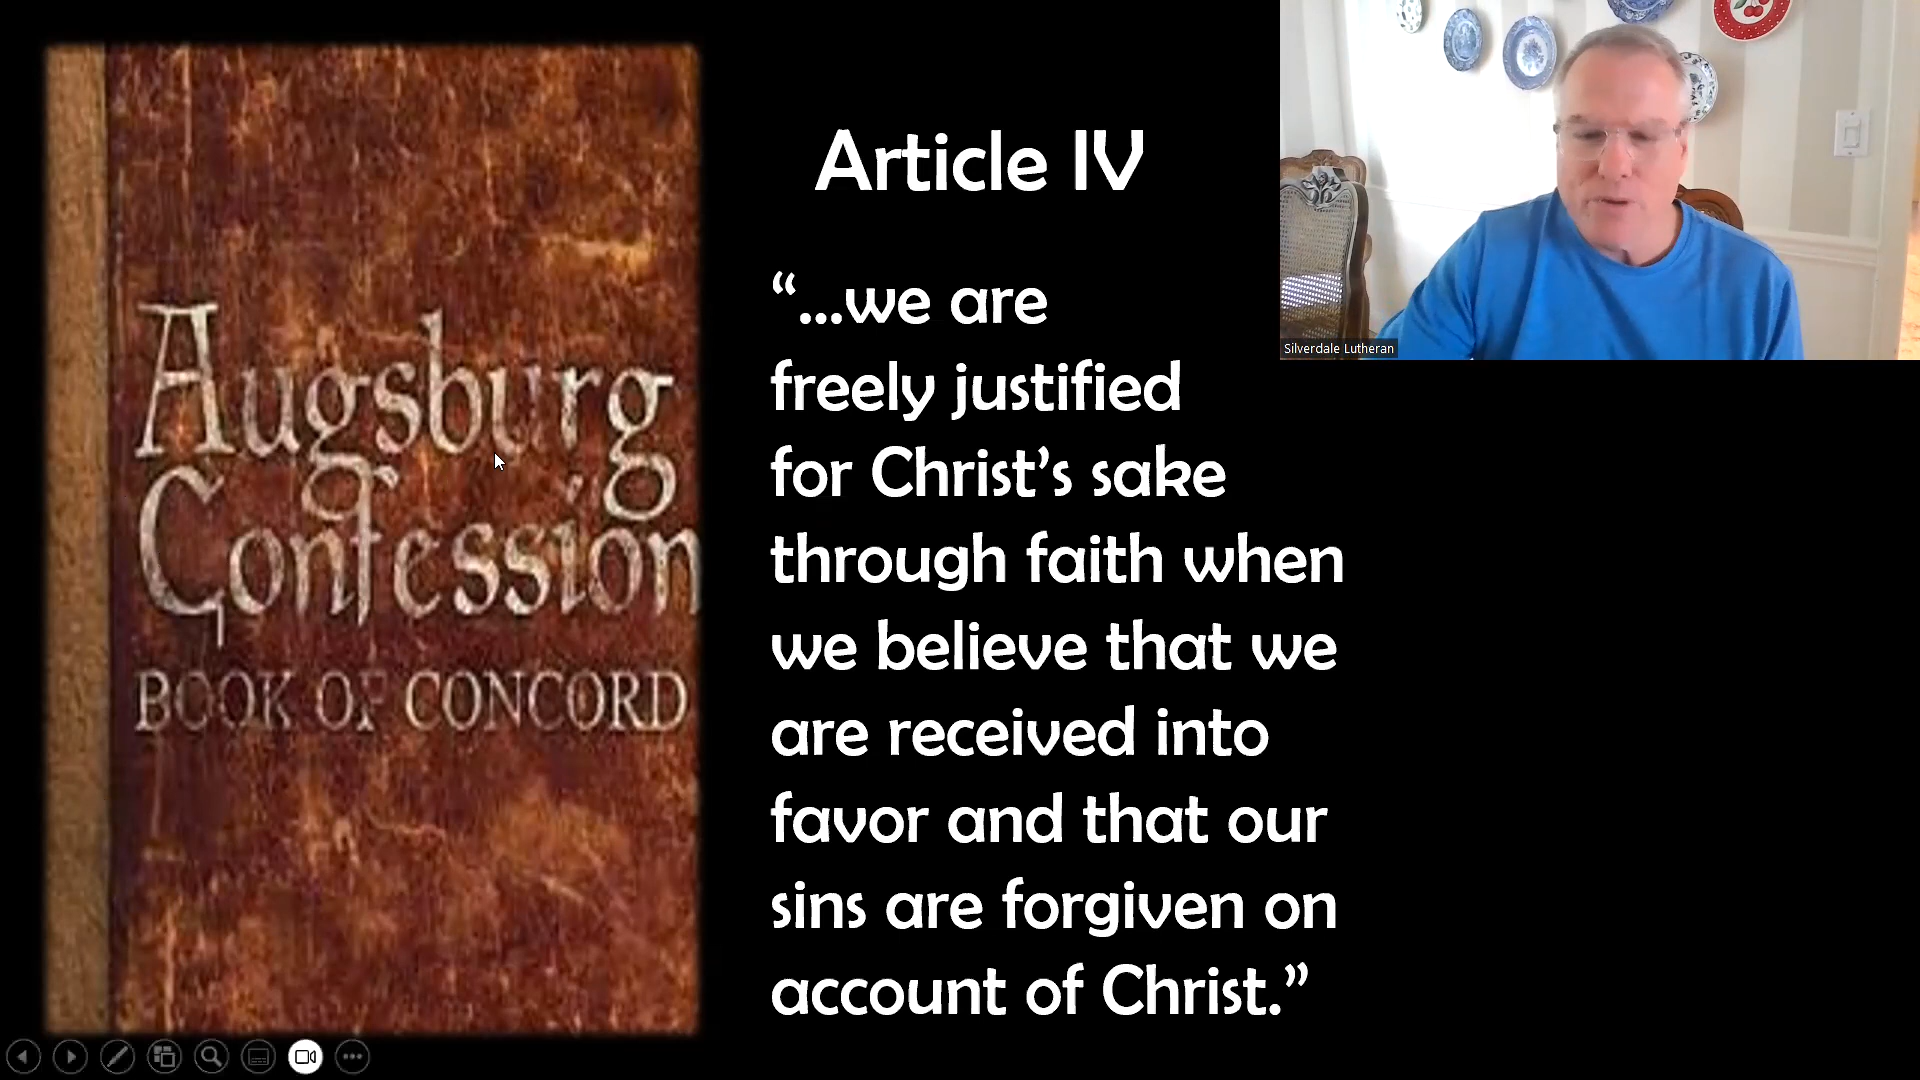 Augsburg
Confession
BOOK OF CONCORD
Article IV
“...we are
freely justified
for Christ’s sake
through faith when
we believe that we
are received into
favor and that our
sins are forgiven on
account of Christ.”
Silverdale Lutheran